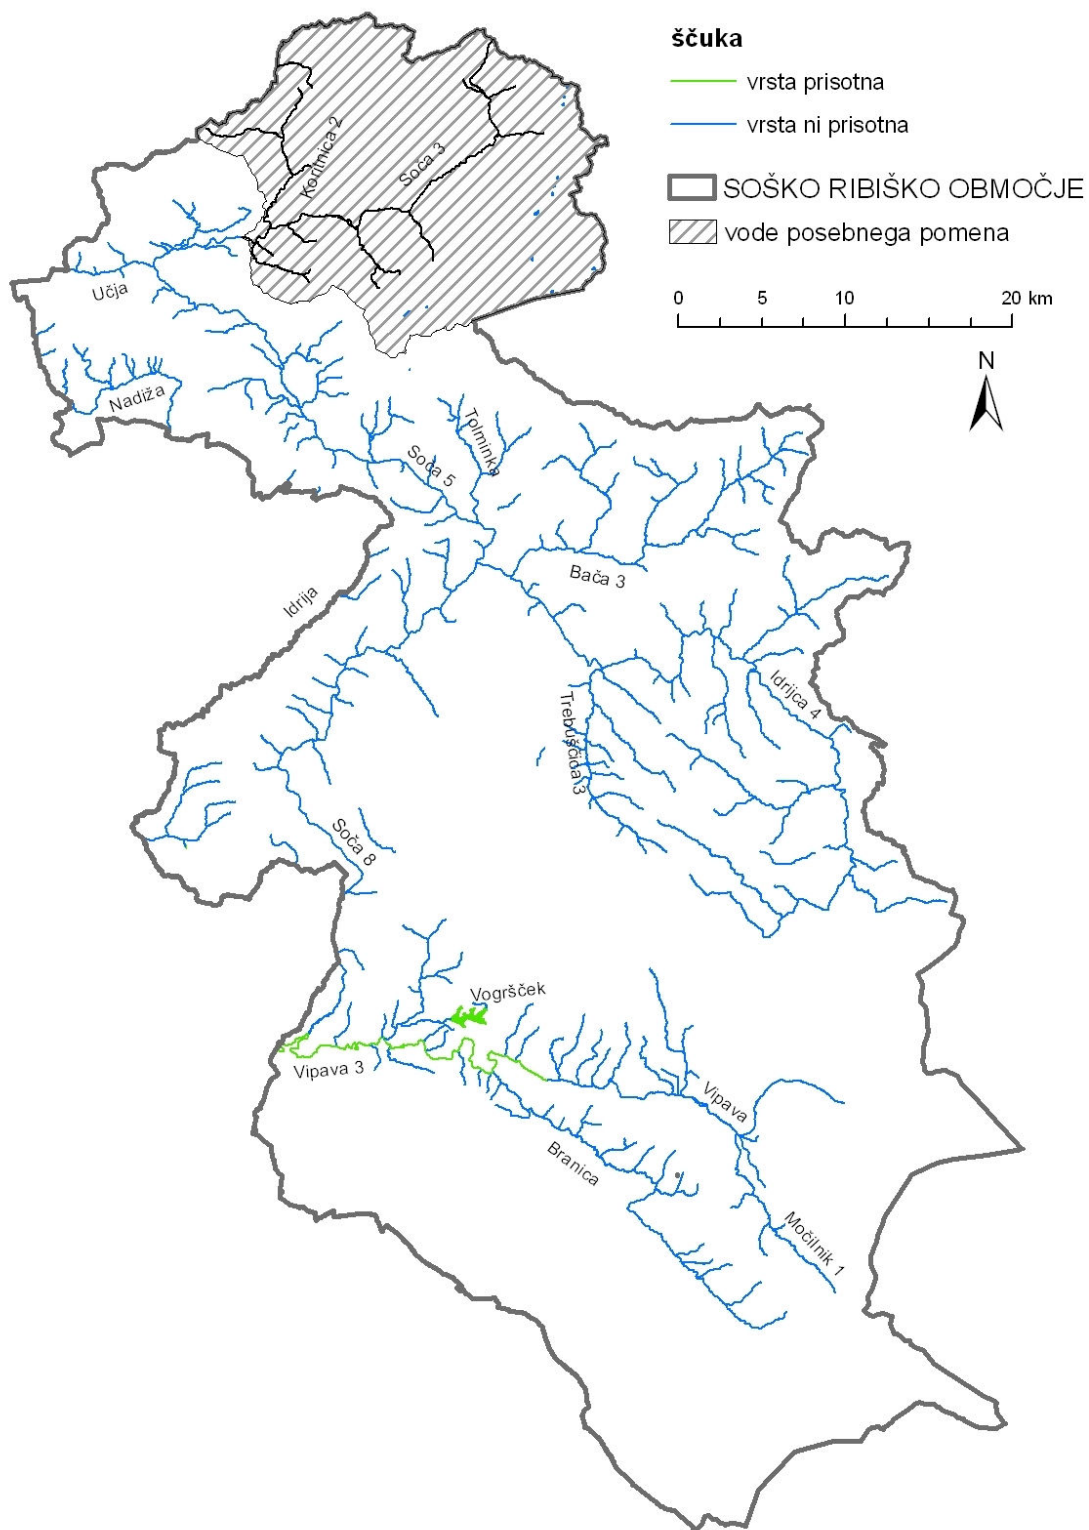 ščuka
vrsta prisotna
vrsta ni prisotna
SOŠKO RIBIŠKO OBMOČJE
vode posebnega pomena
0 5 10 20 km
N
Koritnica 2
Soča 3
Učja
Nadiža
Tolminka
Soča 5
Bača 3
Idrija
Idrijca 4
Trebuščica 3
Soča 8
Vogršček
Vipava 3
Vipava
Branica
Močilnik 1